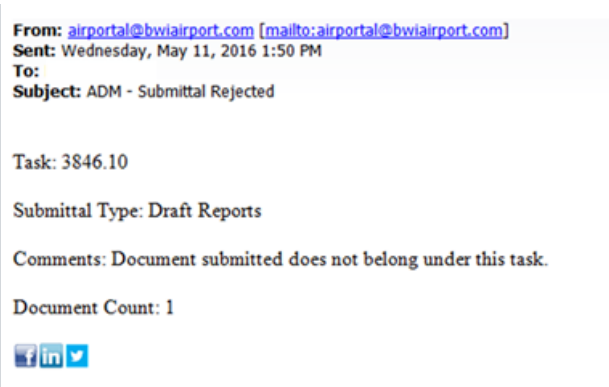 From: airportal@bwiairport.com [mailto:airportal@bwiairport.com]
Sent: Wednesday, May 11, 2016 1:50 PM
To:
Subject: ADM - Submittal Rejected
Task: 3846.10
Submittal Type: Draft Reports
Comments: Document submitted does not belong under this task.
Document Count: 1
f in